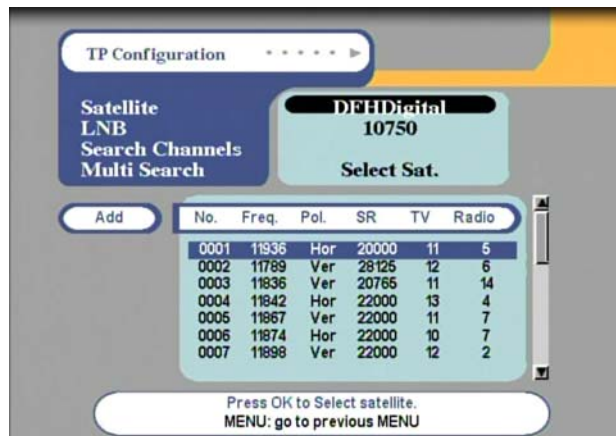 TP Configuration
Satellite DFHDigital
LNB 10750
Search Channels
Multi Search Select Sat.
Add
No. Freq. Pol. SR TV Radio
0001 11936 Hor 20000 11 5
0002 11789 Ver 28125 12 6
0003 11836 Ver 20765 11 14
0004 11842 Hor 22000 13 4
0005 11867 Ver 22000 11 7
0006 11874 Hor 22000 10 7
0007 11898 Ver 22000 12 2
Press OK to Select satellite.
MENU: go to previous MENU